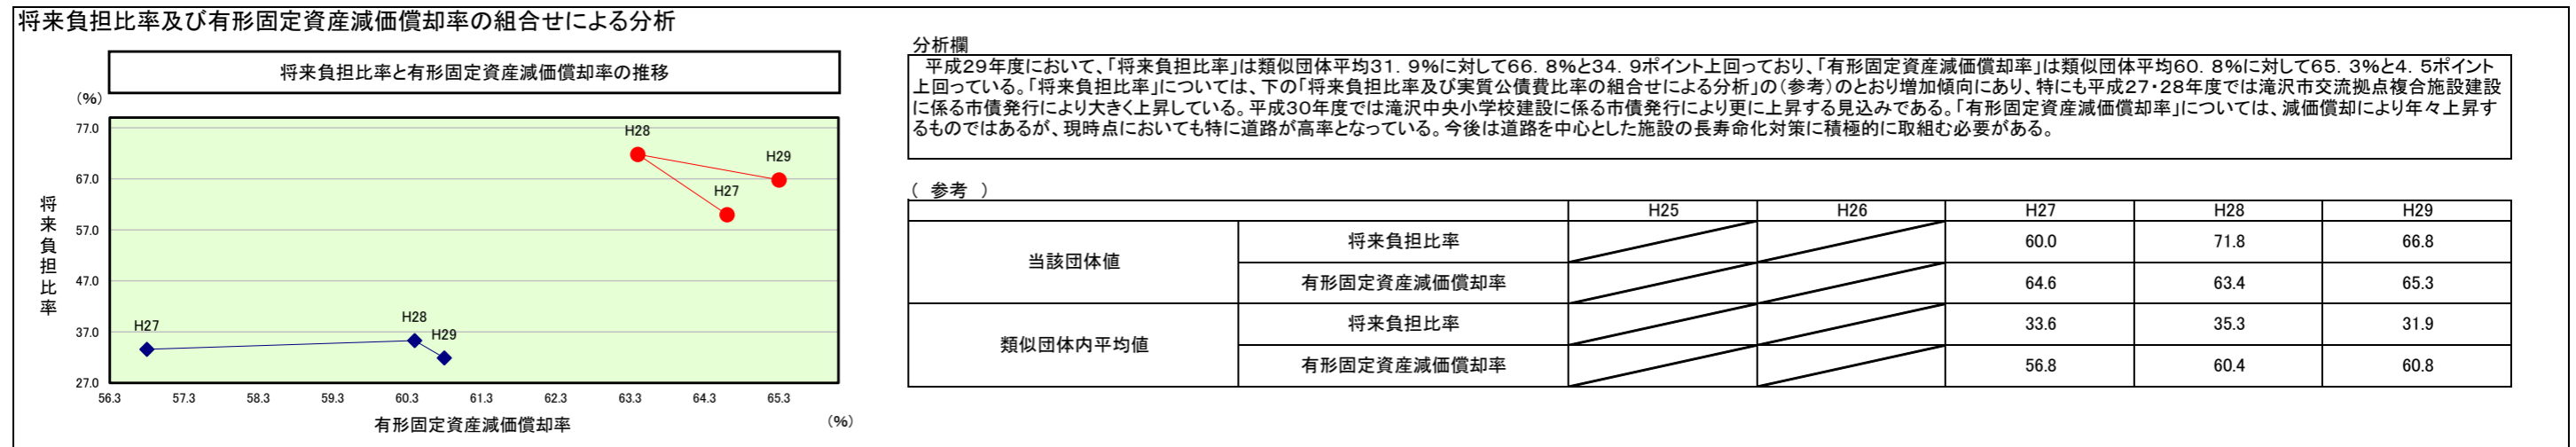 将来負担比率及び有形固定資産減価償却率の組合せによる分析
将来負担比率と有形固定資産減価償却率の推移
(%)
77.0
67.0
57.0
47.0
37.0
27.0
将来負担比率
H28
H29
H27
H27
H28
H29
56.3 57.3 58.3 59.3 60.3 61.3 62.3 63.3 64.3 65.3
有形固定資産減価償却率
(%)
分析欄
平成29年度において、「将来負担比率」は類似団体平均31.9%に対して66.8%と34.9ポイント上回っており、「有形固定資産減価償却率」は類似団体平均60.8%に対して65.3%と4.5ポイント
上回っている。「将来負担比率」については、下の「将来負担比率及び実質公債費比率の組合せによる分析」の(参考)のとおり増加傾向にあり、特にも平成27・28年度では滝沢市交流拠点複合施設建設
に係る市債発行により大きく上昇している。平成30年度では滝沢中央小学校建設に係る市債発行により更に上昇する見込みである。「有形固定資産減価償却率」については、減価償却により年々上昇す
るものではあるが、現時点においても特に道路が高率となっている。今後は道路を中心とした施設の長寿命化対策に積極的に取組む必要がある。
( 参考 )
H25 H26 H27 H28 H29
当該団体値 将来負担比率 60.0 71.8 66.8
有形固定資産減価償却率 64.6 63.4 65.3
類似団体内平均値 将来負担比率 33.6 35.3 31.9
有形固定資産減価償却率 56.8 60.4 60.8